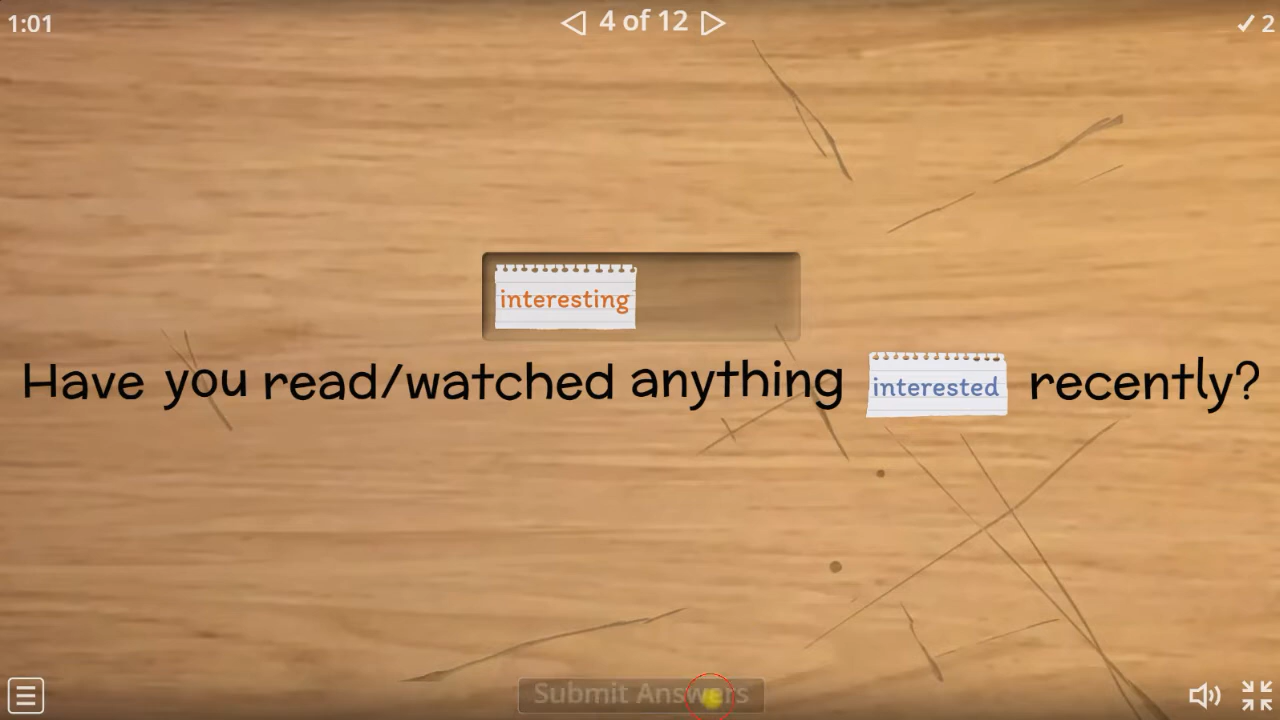 1:01
4 of 12
✓ 2
interesting
Have you read/watched anything interested recently?
Submit Answers